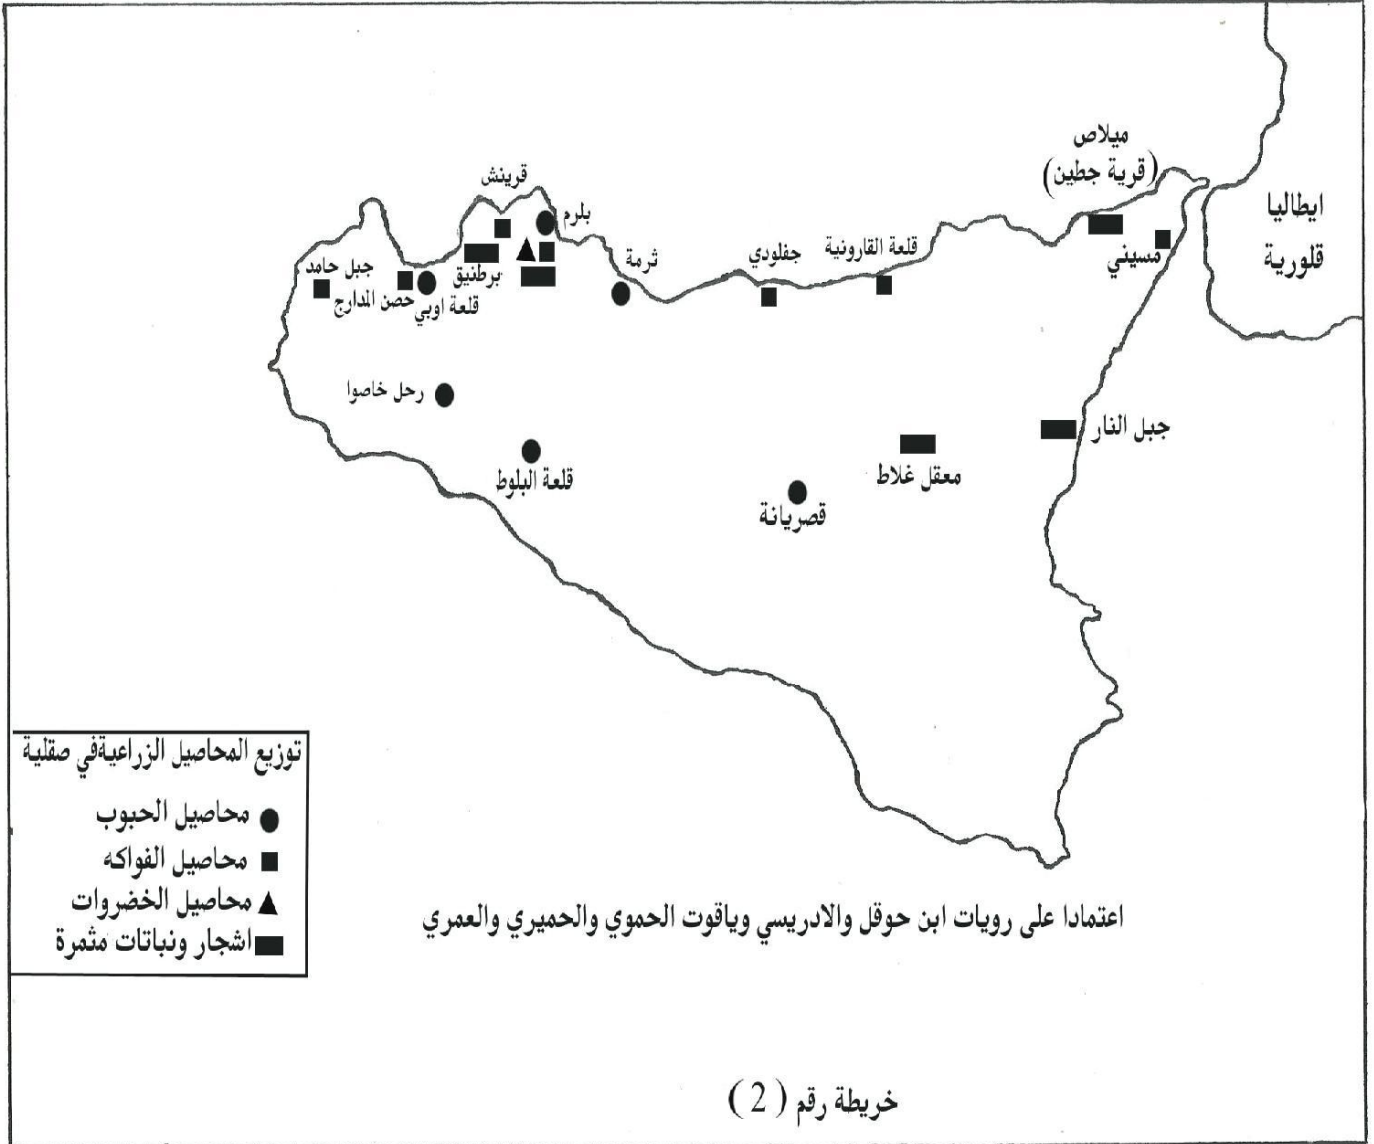 ميلاص
(قرية جطين)
ايطاليا
قلورية
قرينش
بلرم
ثرمة
جفلودي
قلعة القارونية
مسيني
جبل حامد
حصن المدارج
برطنيق
قلعة اوبي
رحل خاصوا
قلعة البلوط
قصريانة
معقل غلاط
جبل النار
توزيع المحاصيل الزراعيةفي صقلية
محاصيل الحبوب
محاصيل الفواكه
محاصيل الخضروات
اشجار ونباتات مثمرة
اعتمادا على رويات ابن حوقل والادريسي وياقوت الحموي والحميري والعمري
خريطة رقم ( 2 )